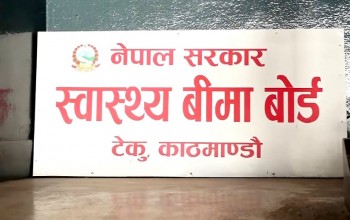 नेपाल सरकार
स्वास्थ्य बीमा बोर्ड
टेकु, काठमाण्डौ